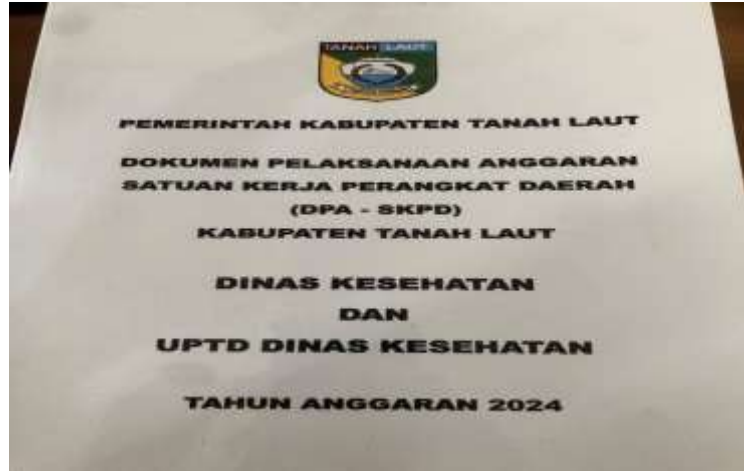 TANAH LAUT
PEMERINTAH KABUPATEN TANAH LAUT
DOKUMEN PELAKSANAAN ANGGARAN
SATUAN KERJA PERANGKAT DAERAH
(DPA - SKPD)
KABUPATEN TANAH LAUT
DINAS KESEHATAN
DAN
UPTD DINAS KESEHATAN
TAHUN ANGGARAN 2024